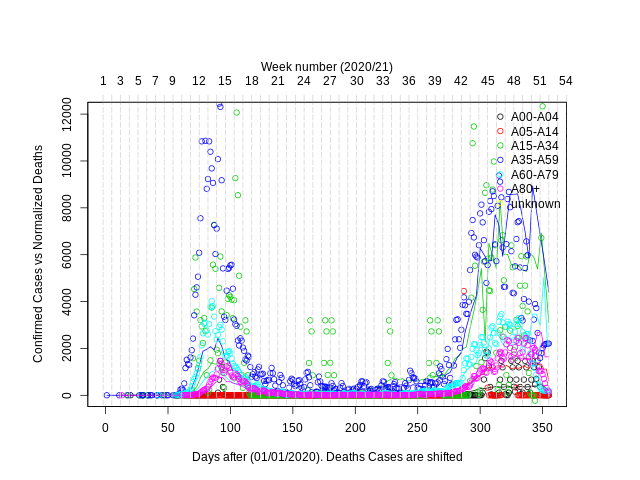 Week number (2020/21)
1 3 5 7 9 12 15 18 21 24 27 30 33 36 39 42 45 48 51 54
12000
10000
8000
6000
4000
2000
0
Confirmed Cases vs Normalized Deaths
A00-A04
A05-A14
A15-A34
A35-A59
A60-A79
A80+
unknown
0 50 100 150 200 250 300 350
Days after (01/01/2020). Deaths Cases are shifted